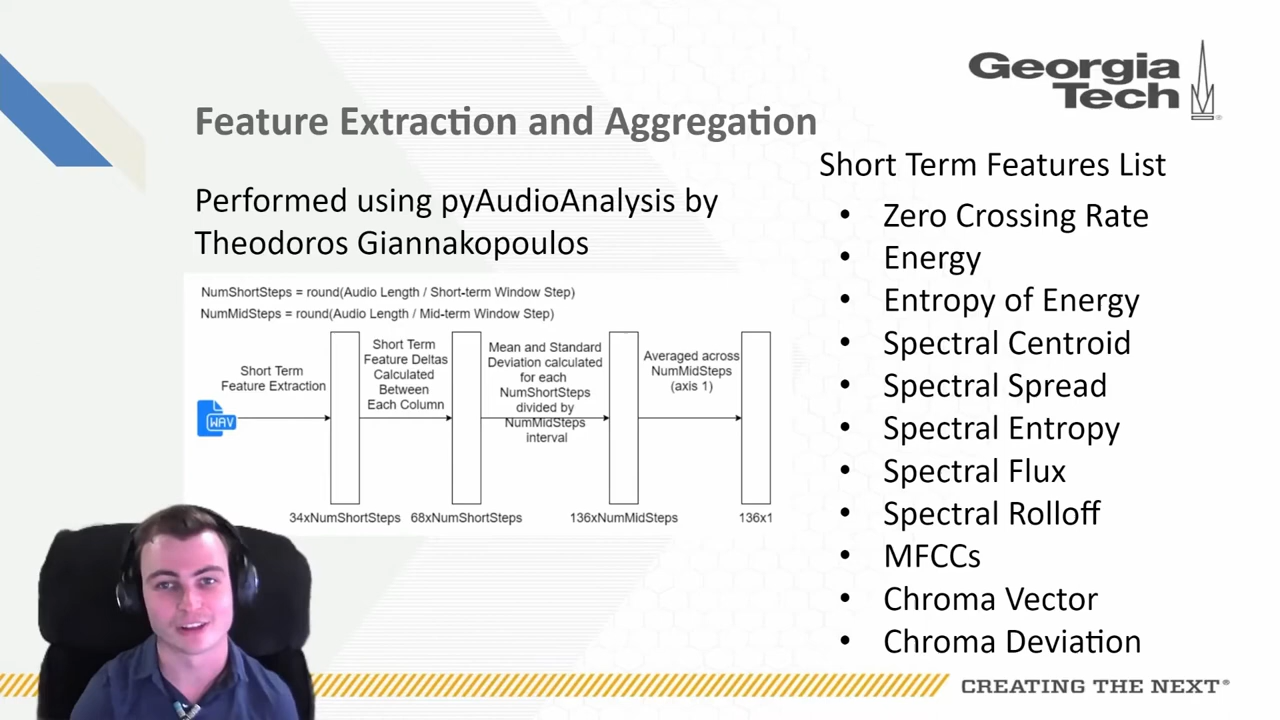 Georgia
Tech
Feature Extraction and Aggregation
Performed using pyAudioAnalysis by
Theodoros Giannakopoulos
NumShortSteps = round(Audio Length / Short-term Window Step)
NumMidSteps = round(Audio Length / Mid-term Window Step)
Short Term
Feature Extraction
WAV
Short Term
Feature Deltas
Calculated
Between
Each Column
Mean and Standard
Deviation calculated
for each
NumShortSteps
divided by
NumMidSteps
interval
Averaged across
NumMidSteps
(axis 1)
34xNumShortSteps
68xNumShortSteps
136xNumMidSteps
136x1
Short Term Features List
• Zero Crossing Rate
• Energy
• Entropy of Energy
• Spectral Centroid
• Spectral Spread
• Spectral Entropy
• Spectral Flux
• Spectral Rolloff
• MFCCs
• Chroma Vector
• Chroma Deviation
CREATING THE NEXT®